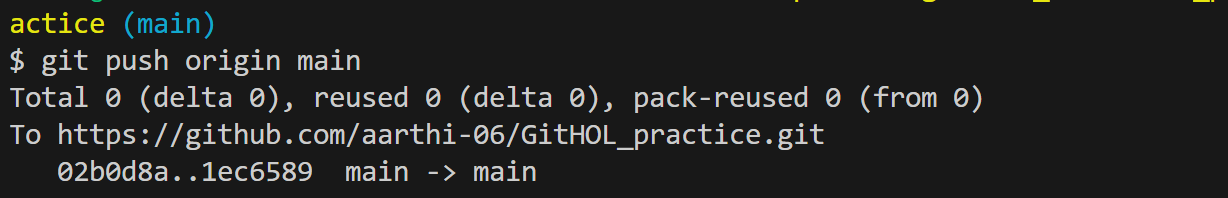 actice (main)
$ git push origin main
Total 0 (delta 0), reused 0 (delta 0), pack-reused 0 (from 0)
To https://github.com/aarthi-06/GitHOL_practice.git
   02b0d8a..1ec6589  main -> main